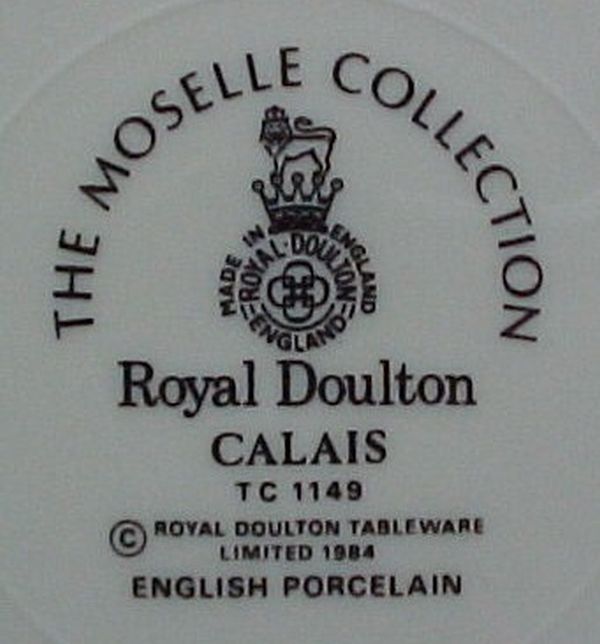 THE MOSELLE COLLECTION
MADE IN ENGLAND
ROYAL·DOULTON
ENGLAND
Royal Doulton
CALAIS
TC 1149
© ROYAL DOULTON TABLEWARE
LIMITED 1984
ENGLISH PORCELAIN